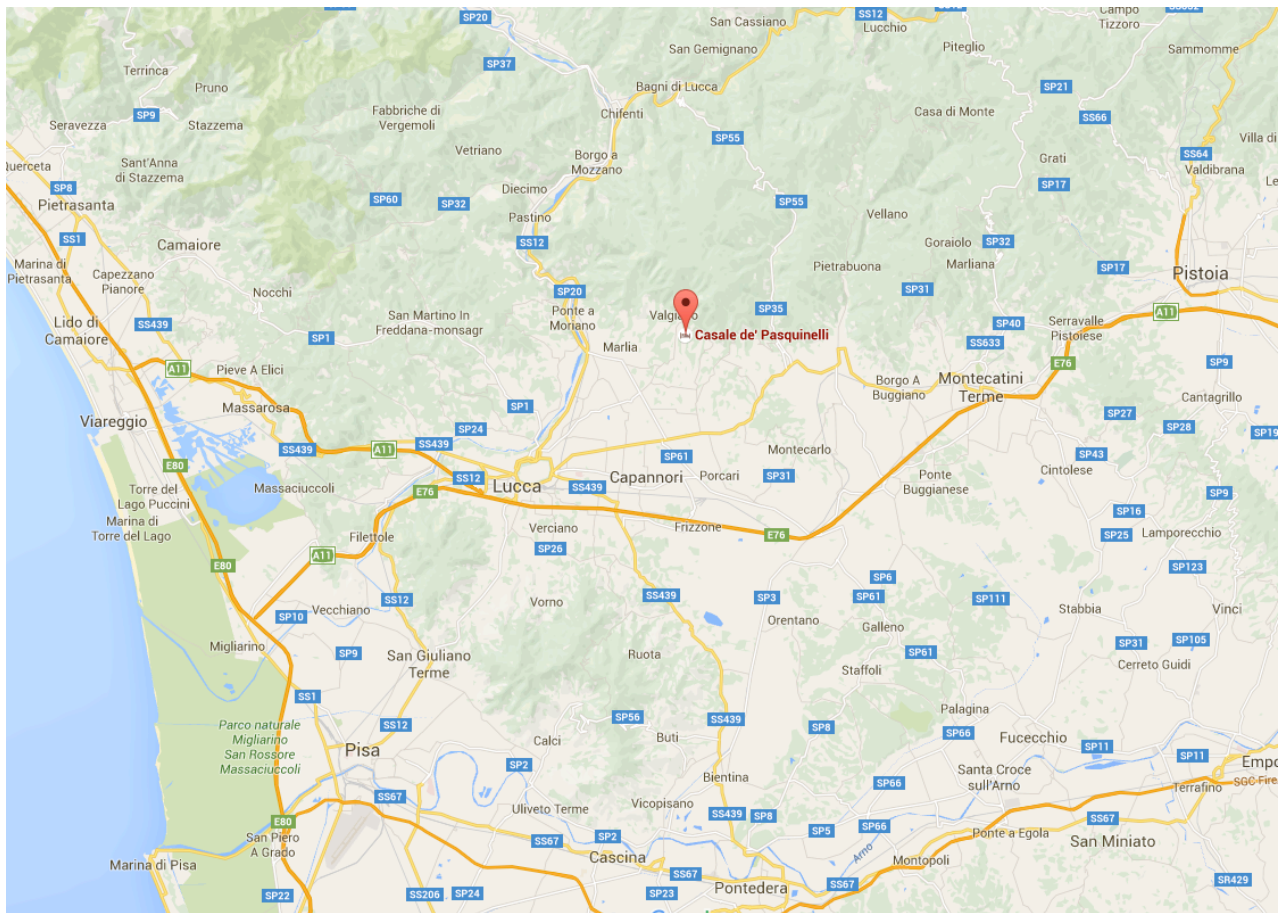 SP20
San Cassiano
SS12
Lucchio
Campo
Tizzoro
San Gemignano
Piteglio
Sammomme
Terrinca
SP37
Pruno
Bagni di Lucca
SP21
Seravezza
SP9
Stazzema
Fabbriche di
Vergemoli
Chifenti
Casa di Monte
SS66
SP55
Villa di
Querceta
Sant'Anna
di Stazzema
Vetriano
Borgo a
Mozzano
Grati
SS64
Valdibrana
SP8
Pietrasanta
SP60
SP32
Diecimo
SP17
Le
SP55
Pastino
Vellano
SS1
Camaiore
SS12
Goraiolo
SP32
Marliana
Marina di
Pietrasanta
Capezzano
Pianore
Pietrabuona
SP17
Pistoia
Nocchi
SP20
SP31
Lido di
Camaiore
SS439
San Martino In
Freddana-monsagr
Ponte a
Moriano
Valgiano
SP35
A11
SP1
Marlia
Casale de' Pasquinelli
SP40
SS633
Serravalle
Pistoiese
E76
SP9
A11
Pieve A Elici
Borgo A
Buggiano
Montecatini
Terme
Cantagrillo
Massarosa
SP1
SP27
Viareggio
SP24
SP28
SP19
SS439
A11
SS439
SP61
Montecarlo
SP43
E80
SS12
Capannori
Porcari
SP31
Cintolese
Torre del
Lago Puccini
Massaciuccoli
E76
Lucca
SS439
Ponte
Buggianese
SP9
Marina di
Torre del Lago
Filettole
Verciano
Frizzone
E76
SP16
SP25
Lamporecchio
A11
SP26
E80
SP6
SP123
SS12
Vorno
SS439
SP3
SP61
SP111
Stabbia
Vinci
SP10
Vecchiano
Orentano
Galleno
Migliarino
SP9
San Giuliano
Terme
Ruota
SP61
SP31
SP105
Staffoli
Cerreto Guidi
SS1
Parco naturale
Migliarino
San Rossore
Massaciuccoli
SS12
SP56
SS439
Palagina
Pisa
Calci
Buti
SP8
SP66
Fucecchio
SP11
SP11
SP2
Bientina
Santa Croce
sull'Arno
Empo
SS67
SP66
Terrafino
SGC Fire
Uliveto Terme
Vicopisano
SS439
SP8
E80
SP5
SP66
SS67
San Piero
A Grado
SS67
SP2
Ponte a Egola
San Miniato
Marina di Pisa
Cascina
Arno
Montopoli
SS67
Pontedera
SS67
SR429
SP22
SS206
SP24
SP23